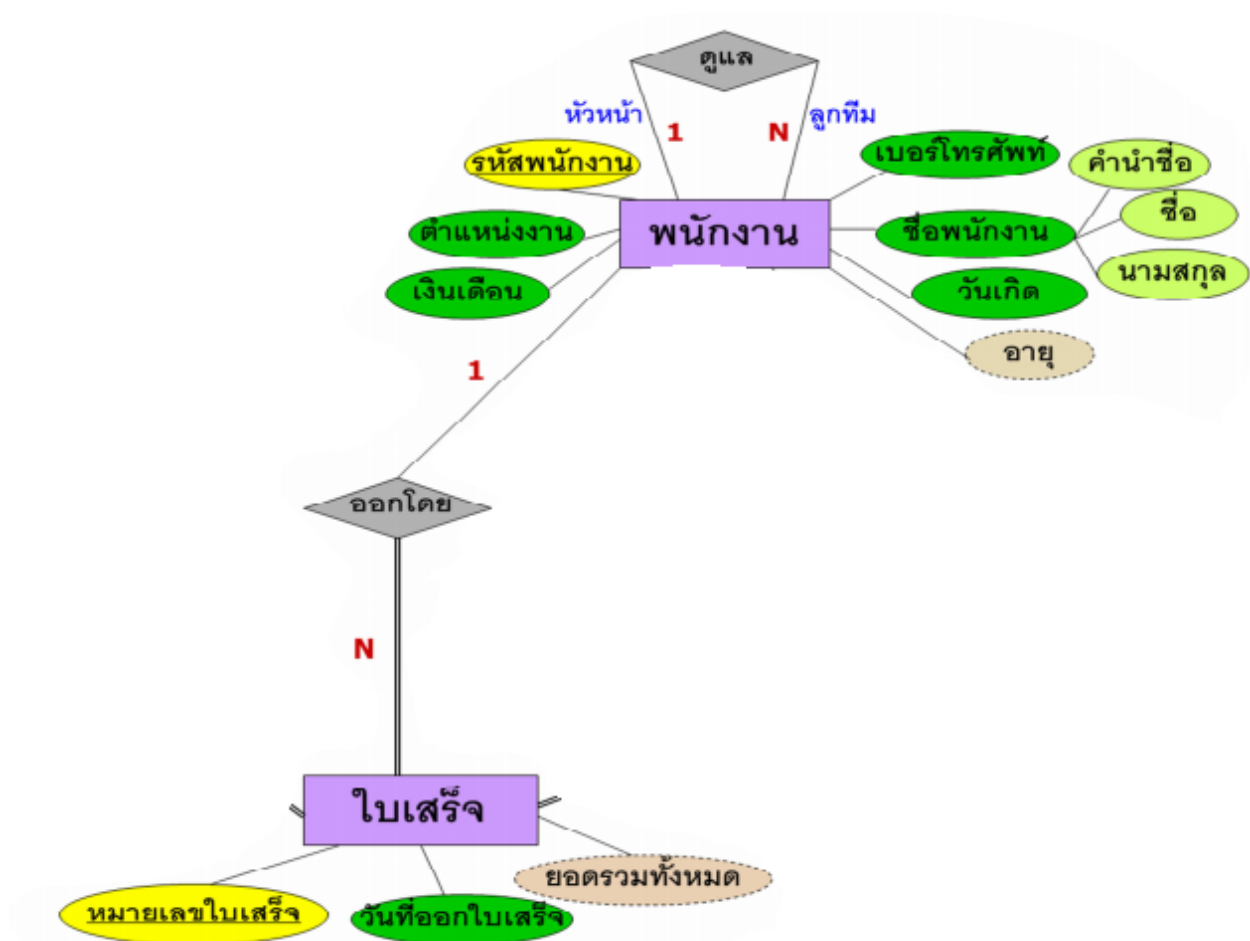 ดูแล
หัวหน้า
1
N
ลูกทีม
รหัสพนักงาน
เบอร์โทรศัพท์
คำนำชื่อ
ตำแหน่งงาน
พนักงาน
ชื่อพนักงาน
ชื่อ
เงินเดือน
วันเกิด
นามสกุล
อายุ
1
ออกโดย
N
ใบเสร็จ
หมายเลขใบเสร็จ
วันที่ออกใบเสร็จ
ยอดรวมทั้งหมด